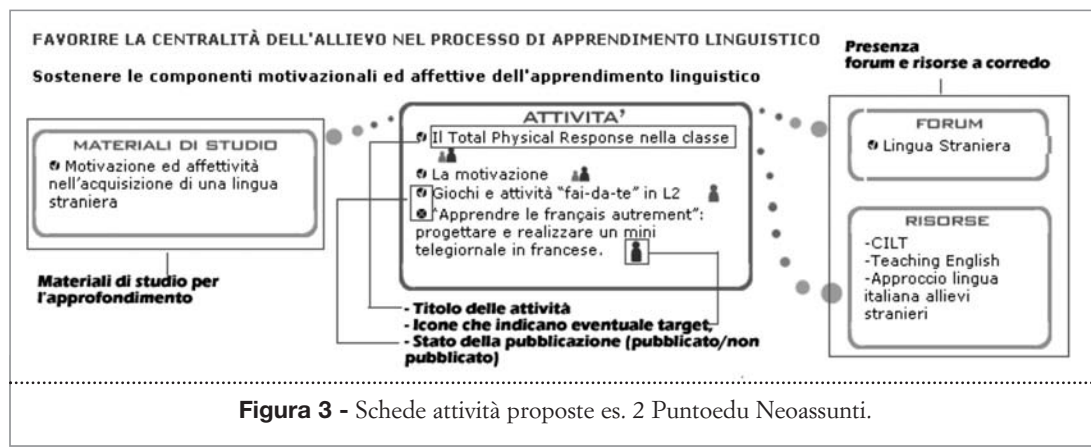 FAVORIRE LA CENTRALITÀ DELL'ALLIEVO NEL PROCESSO DI APPRENDIMENTO LINGUISTICO
Sostenere le componenti motivazionali ed affettive dell'apprendimento linguistico
Presenza
forum e risorse a corredo
MATERIALI DI STUDIO
Motivazione ed affettività
nell'acquisizione di una lingua
straniera
Materiali di studio per
l'approfondimento
ATTIVITA'
Il Total Physical Response nella classe
La motivazione
Giochi e attività "fai-da-te" in L2
"Apprendre le français autrement":
progettare e realizzare un mini
telegiornale in francese.
- Titolo delle attività
- Icone che indicano eventuale target,
- Stato della pubblicazione (pubblicato/non
pubblicato)
FORUM
Lingua Straniera
RISORSE
-CILT
-Teaching English
-Approccio lingua
italiana allievi
stranieri
Figura 3 - Schede attività proposte es. 2 Puntoedu Neoassunti.